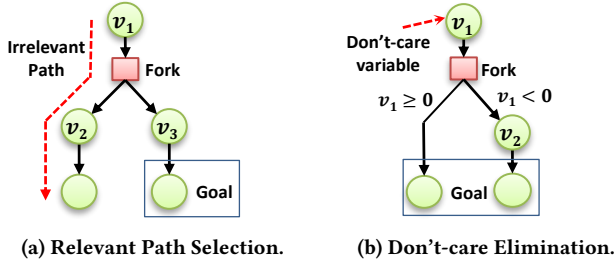 v1
Irrelevant
Path
Fork
v2
v3
Goal
(a) Relevant Path Selection.
v1
Don't-care
variable
Fork
v1 ≥ 0
v1 < 0
v2
Goal
(b) Don't-care Elimination.